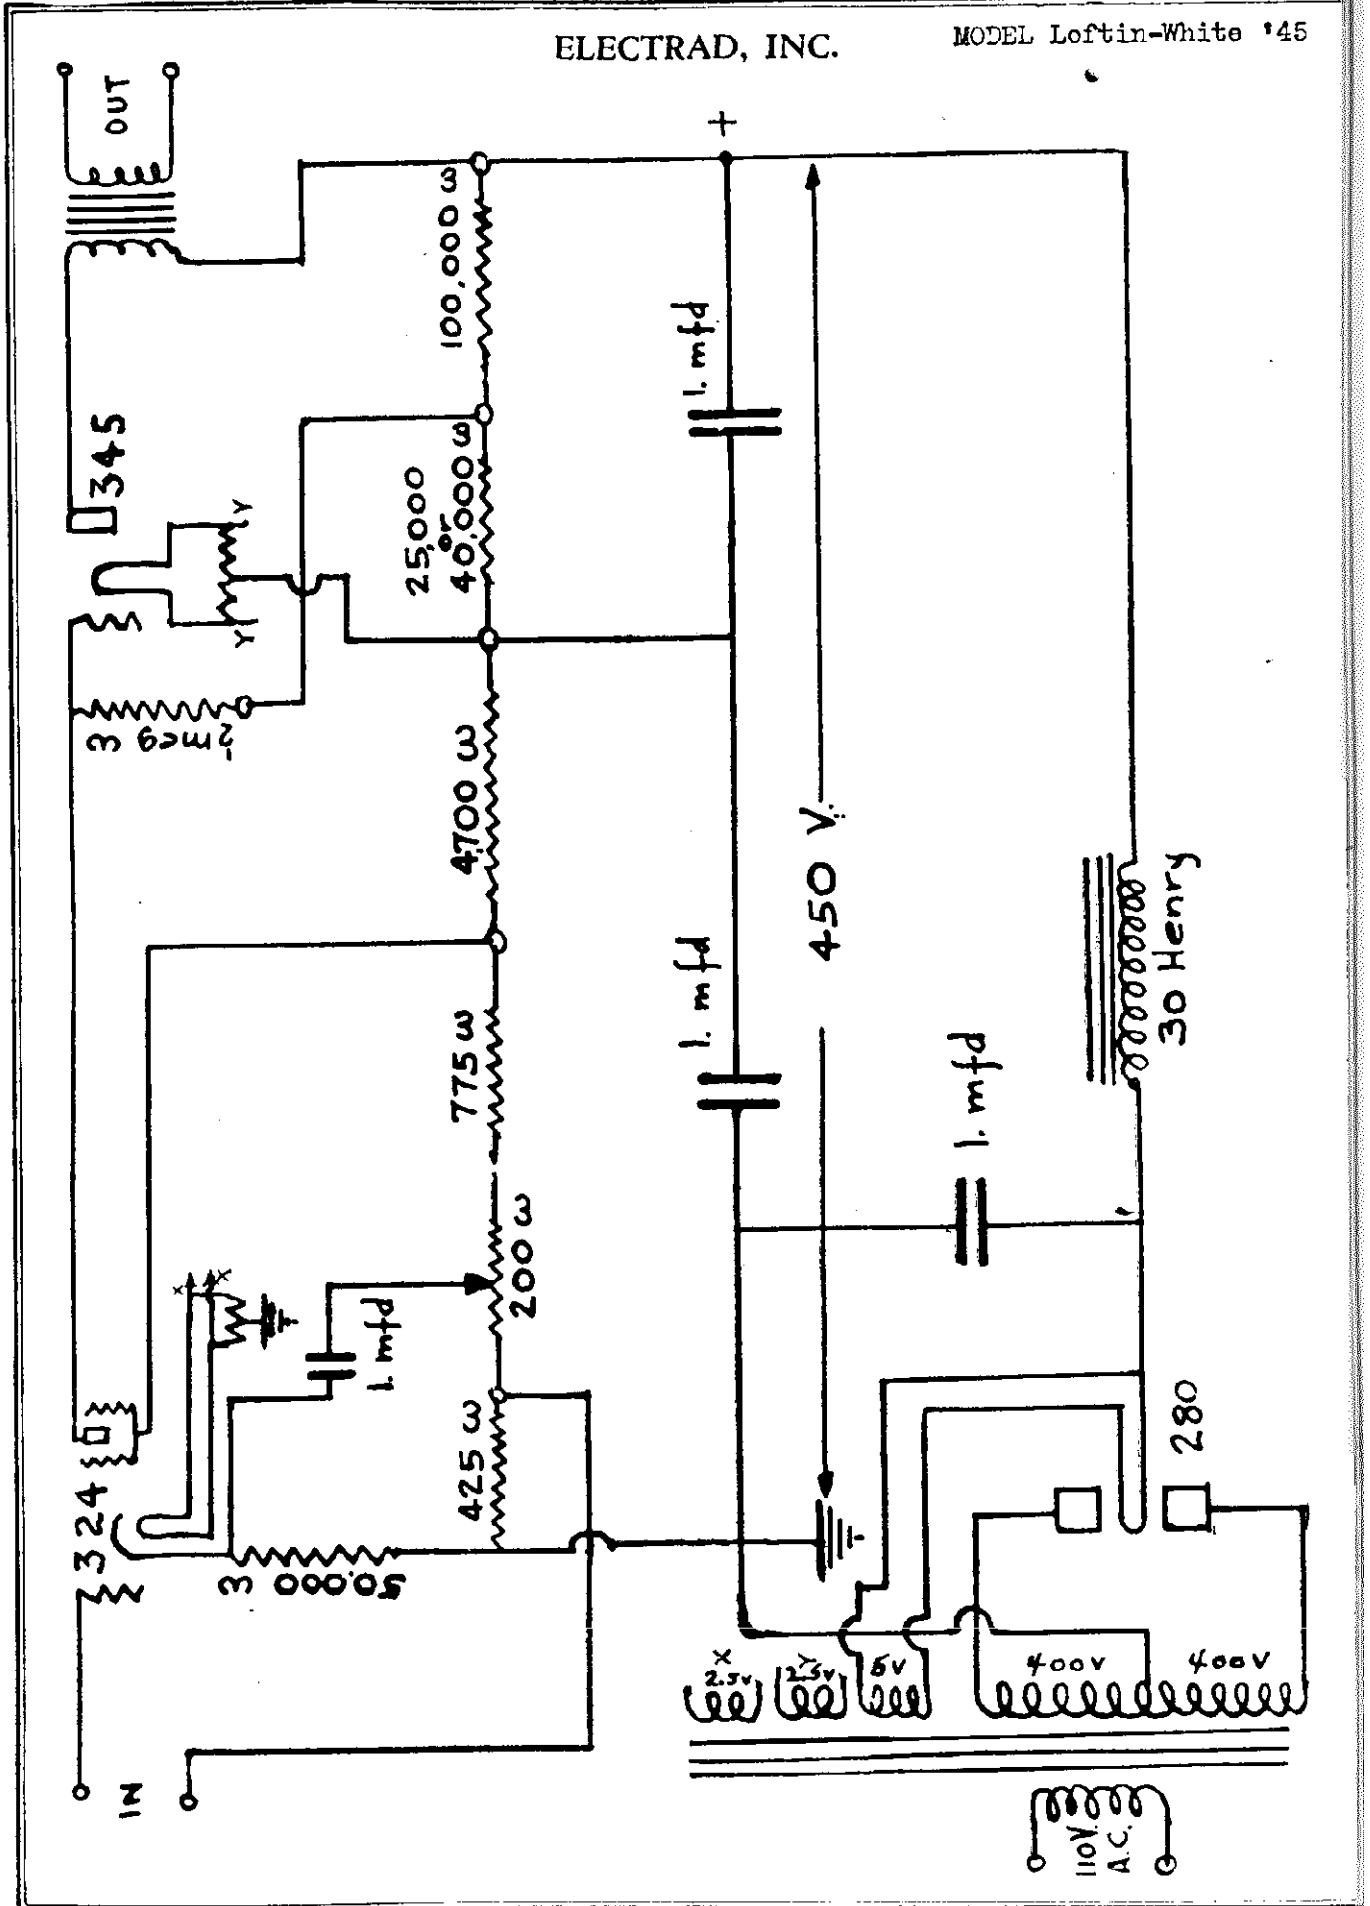 ELECTRAD, INC.
MODEL Loftin-White '45
OUT
+
100,000 ω
1. mfd
345
25,000
or
40,000 ω
Y
Y
½ meg ω
4700 ω
450 V.
1. mfd
30 Henry
775 ω
1. mfd
200 ω
X
X
1. mfd
425 ω
280
324
50,000 ω
X
2.5v
Y
2.5v
5v
400v
400v
IN
110V.
A.C.